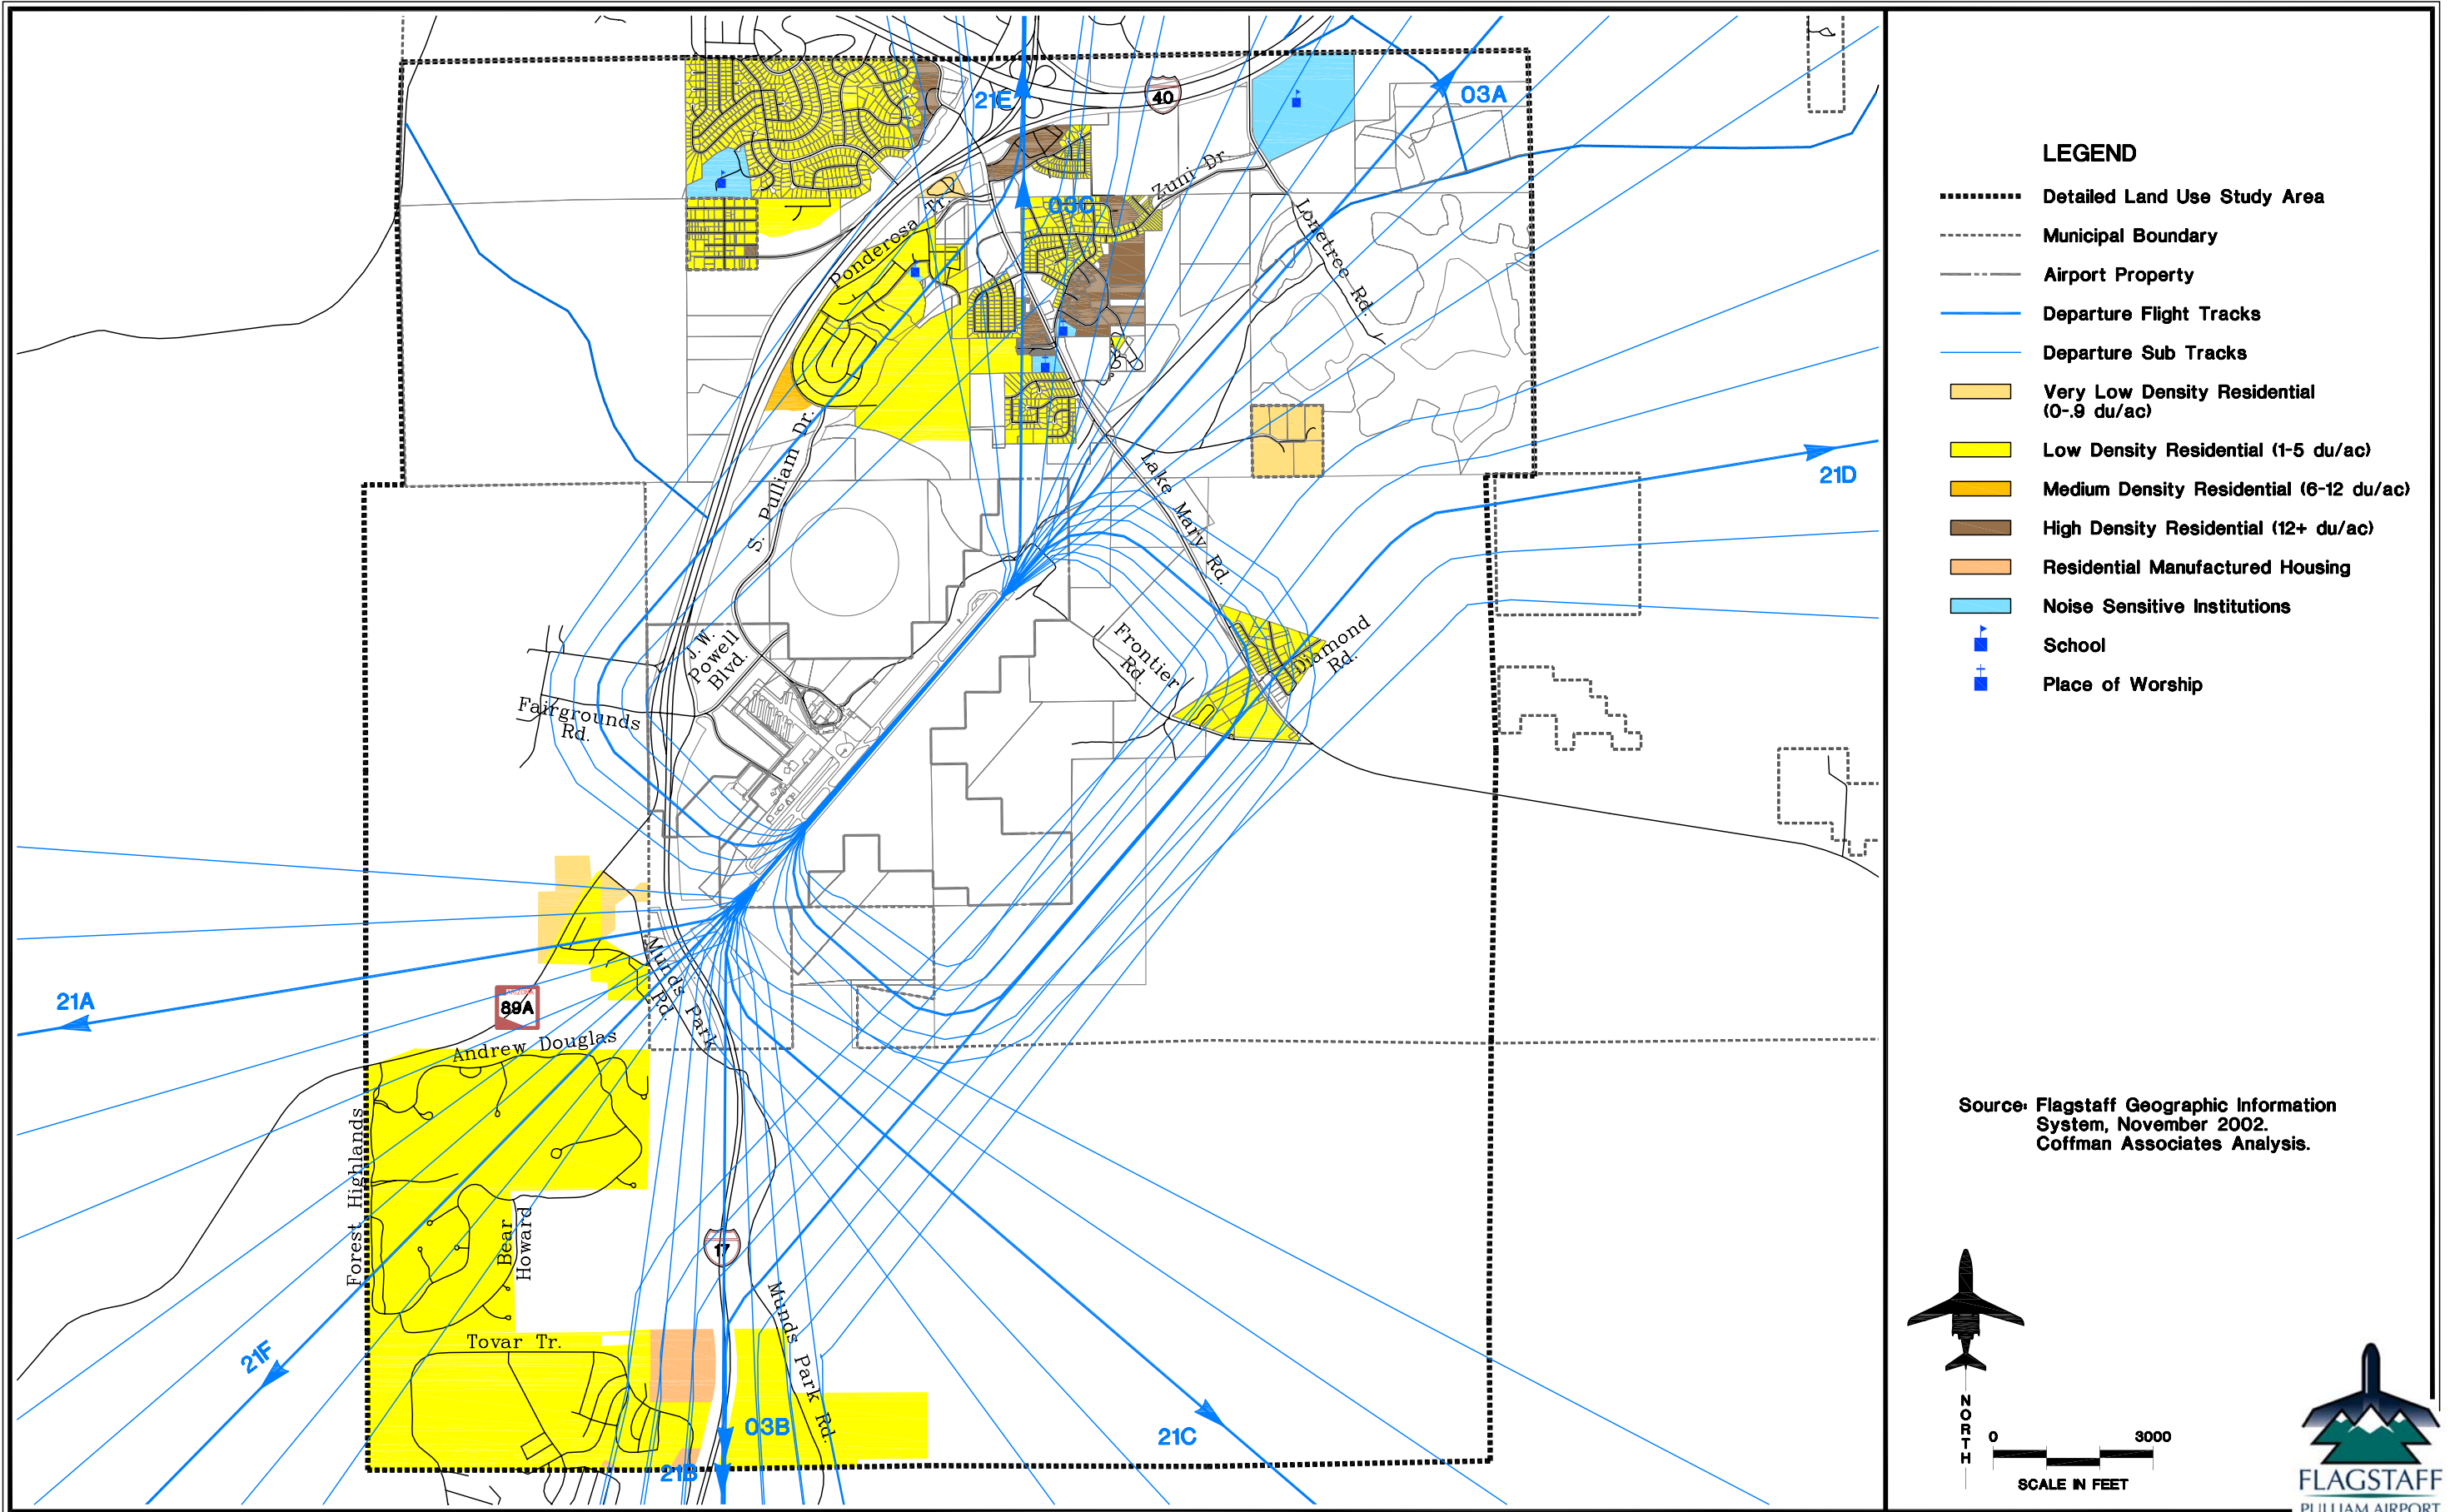 21E
40
03A
03C
Zuni Dr.
Ponderosa Tr.
Lonetree Rd.
S. Pulliam Dr.
Lake Mary Rd.
21D
J.W.
Powell
Blvd.
Fairgrounds
Rd.
Frontier
Rd.
Diamond
Rd.
21A
89A
Munds Park
Rd.
Andrew Douglas
Forest Highlands
Bear
Howard
17
21F
Tovar Tr.
Munds Park Rd.
03B
21B
21C
LEGEND
Detailed Land Use Study Area
Municipal Boundary
Airport Property
Departure Flight Tracks
Departure Sub Tracks
Very Low Density Residential
(0-.9 du/ac)
Low Density Residential (1-5 du/ac)
Medium Density Residential (6-12 du/ac)
High Density Residential (12+ du/ac)
Residential Manufactured Housing
Noise Sensitive Institutions
School
Place of Worship
Source: Flagstaff Geographic Information
System, November 2002.
Coffman Associates Analysis.
NORTH
0 3000
SCALE IN FEET
FLAGSTAFF
PULLIAM AIRPORT